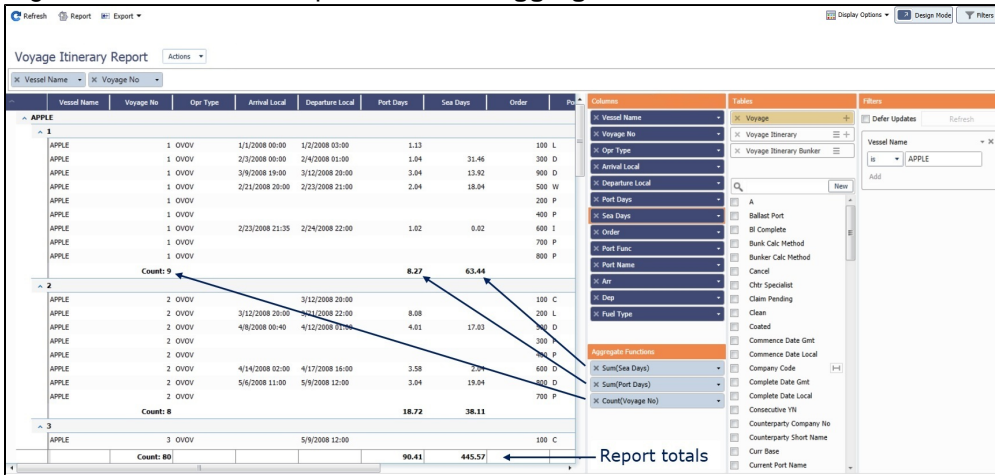 Refresh Report Export Display Options Design Mode Filters
Voyage Itinerary Report Actions
Vessel Name Voyage No
Vessel Name Voyage No Opr Type Arrival Local Departure Local Port Days Sea Days Order
APPLE
1
APPLE 1 OVOV 1/1/2008 00:00 1/2/2008 03:00 1.13 100 L
APPLE 1 OVOV 2/3/2008 00:00 2/4/2008 01:00 1.04 31.46 300 D
APPLE 1 OVOV 3/9/2008 19:00 3/12/2008 20:00 3.04 13.92 900 D
APPLE 1 OVOV 2/21/2008 20:00 2/23/2008 21:00 2.04 18.04 500 W
APPLE 1 OVOV 200 P
APPLE 1 OVOV 400 P
APPLE 1 OVOV 2/23/2008 21:35 2/24/2008 22:00 1.02 0.02 600 I
APPLE 1 OVOV 700 P
APPLE 1 OVOV 800 P
Count: 9 8.27 63.44
2
APPLE 2 OVOV 3/12/2008 20:00 100 C
APPLE 2 OVOV 3/12/2008 20:00 3/21/2008 22:00 8.08 200 L
APPLE 2 OVOV 4/8/2008 00:40 4/12/2008 01:00 4.01 17.03 D
APPLE 2 OVOV 300 P
APPLE 2 OVOV P
APPLE 2 OVOV 4/14/2008 02:00 4/17/2008 16:00 3.58 2.04 600 D
APPLE 2 OVOV 5/6/2008 11:00 5/9/2008 12:00 3.04 19.04 D
APPLE 2 OVOV 700 P
Count: 8 18.72 38.11
3
APPLE 3 OVOV 5/9/2008 12:00 100 C
Count: 80 90.41 445.57
Report totals
Columns
Vessel Name
Voyage No
Opr Type
Arrival Local
Departure Local
Port Days
Sea Days
Order
Port Func
Port Name
Arr
Dep
Fuel Type
Aggregate Functions
Sum(Sea Days)
Sum(Port Days)
Count(Voyage No)
Tables
Voyage
Voyage Itinerary
Voyage Itinerary Bunker
New
A
Ballast Port
Bl Complete
Bunk Calc Method
Bunker Calc Method
Cancel
Chtr Specialist
Claim Pending
Clean
Coated
Commence Date Gmt
Commence Date Local
Company Code
Complete Date Gmt
Complete Date Local
Consecutive YN
Counterparty Company No
Counterparty Short Name
Curr Base
Current Port Name
Filters
Defer Updates Refresh
Vessel Name
is APPLE
Add